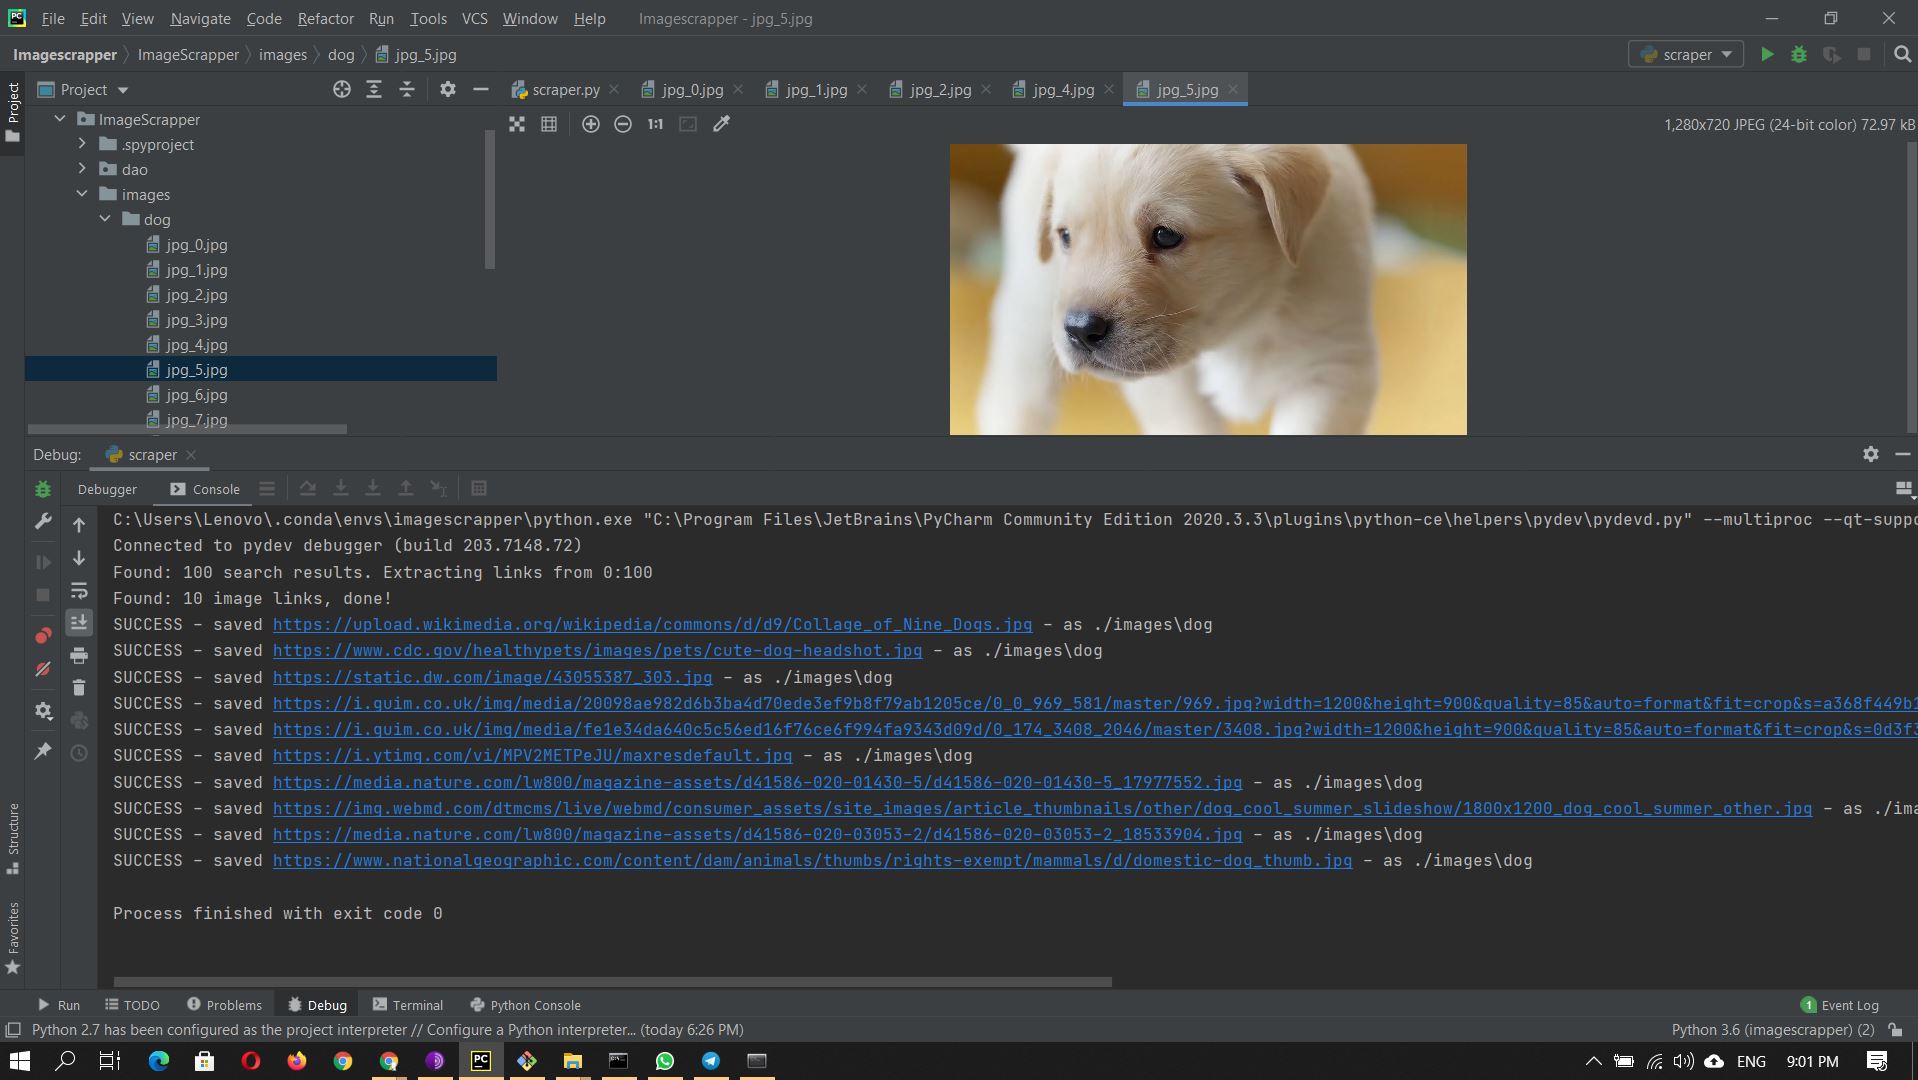 PC File Edit View Navigate Code Refactor Run Tools VCS Window Help Imagescrapper - jpg_5.jpg
Imagescrapper ImageScrapper images dog jpg_5.jpg scraper
Project
Project scraper.py jpg_0.jpg jpg_1.jpg jpg_2.jpg jpg_4.jpg jpg_5.jpg
1:1 1,280x720 JPEG (24-bit color) 72.97 kB
ImageScrapper
.spyproject
dao
images
dog
jpg_0.jpg
jpg_1.jpg
jpg_2.jpg
jpg_3.jpg
jpg_4.jpg
jpg_5.jpg
jpg_6.jpg
jpg_7.jpg
Debug: scraper
Debugger Console
C:\Users\Lenovo\.conda\envs\imagescrapper\python.exe "C:\Program Files\JetBrains\PyCharm Community Edition 2020.3.3\plugins\python-ce\helpers\pydev\pydevd.py" --multiproc --qt-suppo
Connected to pydev debugger (build 203.7148.72)
Found: 100 search results. Extracting links from 0:100
Found: 10 image links, done!
SUCCESS - saved https://upload.wikimedia.org/wikipedia/commons/d/d9/Collage_of_Nine_Dogs.jpg - as ./images\dog
SUCCESS - saved https://www.cdc.gov/healthypets/images/pets/cute-dog-headshot.jpg - as ./images\dog
SUCCESS - saved https://static.dw.com/image/43055387_303.jpg - as ./images\dog
SUCCESS - saved https://i.guim.co.uk/img/media/20098ae982d6b3ba4d70ede3ef9b8f79ab1205ce/0_0_969_581/master/969.jpg?width=1200&height=900&quality=85&auto=format&fit=crop&s=a368f449b1
SUCCESS - saved https://i.guim.co.uk/img/media/fe1e34da640c5c56ed16f76ce6f994fa9343d09d/0_174_3408_2046/master/3408.jpg?width=1200&height=900&quality=85&auto=format&fit=crop&s=0d3f3
SUCCESS - saved https://i.ytimg.com/vi/MPV2METPeJU/maxresdefault.jpg - as ./images\dog
SUCCESS - saved https://media.nature.com/lw800/magazine-assets/d41586-020-01430-5/d41586-020-01430-5_17977552.jpg - as ./images\dog
SUCCESS - saved https://img.webmd.com/dtmcms/live/webmd/consumer_assets/site_images/article_thumbnails/other/dog_cool_summer_slideshow/1800x1200_dog_cool_summer_other.jpg - as ./ima
SUCCESS - saved https://media.nature.com/lw800/magazine-assets/d41586-020-03053-2/d41586-020-03053-2_18533904.jpg - as ./images\dog
SUCCESS - saved https://www.nationalgeographic.com/content/dam/animals/thumbs/rights-exempt/mammals/d/domestic-dog_thumb.jpg - as ./images\dog
Process finished with exit code 0
Structure
Favorites
Run TODO Problems Debug Terminal Python Console 1 Event Log
Python 2.7 has been configured as the project interpreter // Configure a Python interpreter... (today 6:26 PM) Python 3.6 (imagescrapper) (2)
PC ENG 9:01 PM